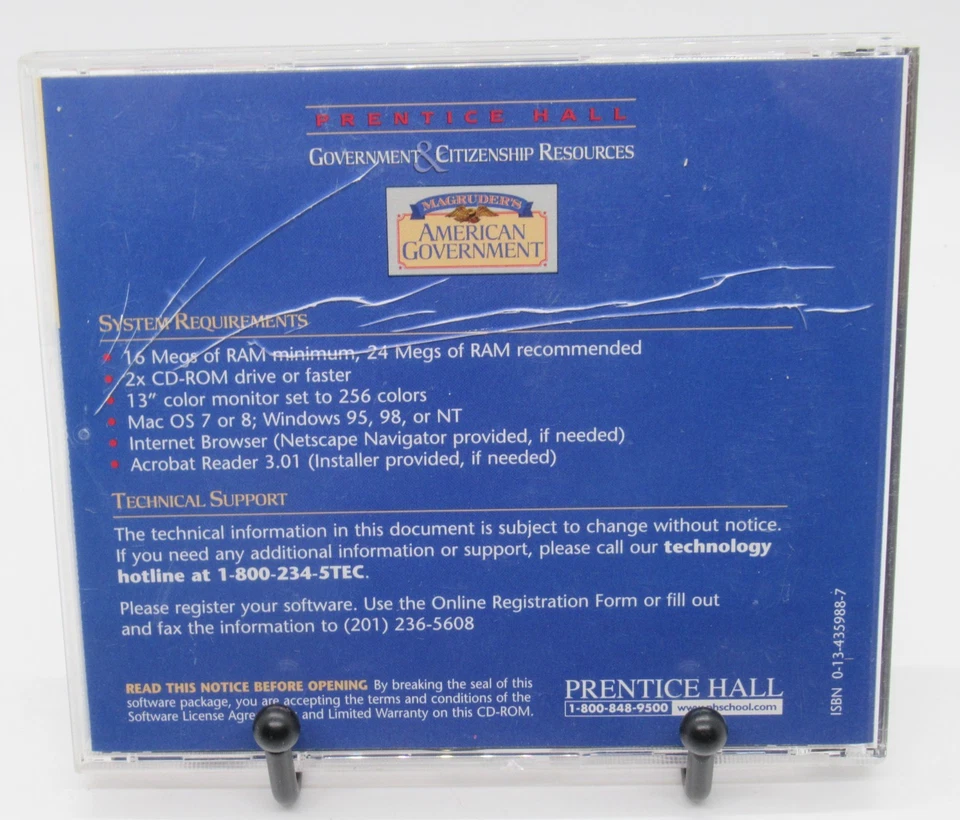 PRENTICE HALL
GOVERNMENT & CITIZENSHIP RESOURCES
MAGRUDER'S
AMERICAN
GOVERNMENT
SYSTEM REQUIREMENTS
• 16 Megs of RAM minimum, 24 Megs of RAM recommended
• 2x CD-ROM drive or faster
• 13" color monitor set to 256 colors
• Mac OS 7 or 8; Windows 95, 98, or NT
• Internet Browser (Netscape Navigator provided, if needed)
• Acrobat Reader 3.01 (Installer provided, if needed)
TECHNICAL SUPPORT
The technical information in this document is subject to change without notice.
If you need any additional information or support, please call our technology
hotline at 1-800-234-5TEC.
Please register your software. Use the Online Registration Form or fill out
and fax the information to (201) 236-5608
READ THIS NOTICE BEFORE OPENING By breaking the seal of this
software package, you are accepting the terms and conditions of the
Software License and Limited Warranty on this CD-ROM.
PRENTICE HALL
1-800-848-9500 www.phschool.com
ISBN 0-13-435988-7